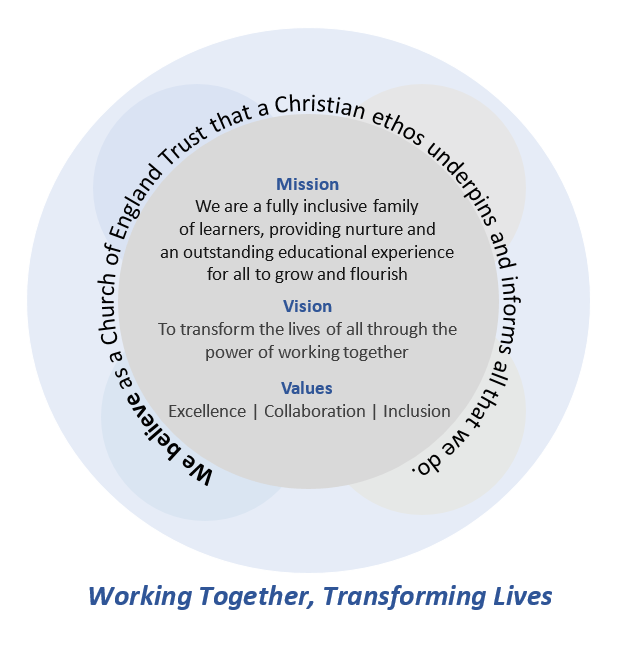 We believe as a Church of England Trust that a Christian ethos underpins and informs all that we do.
Mission
We are a fully inclusive family
of learners, providing nurture and
an outstanding educational experience
for all to grow and flourish
Vision
To transform the lives of all through the
power of working together
Values
Excellence | Collaboration | Inclusion
Working Together, Transforming Lives